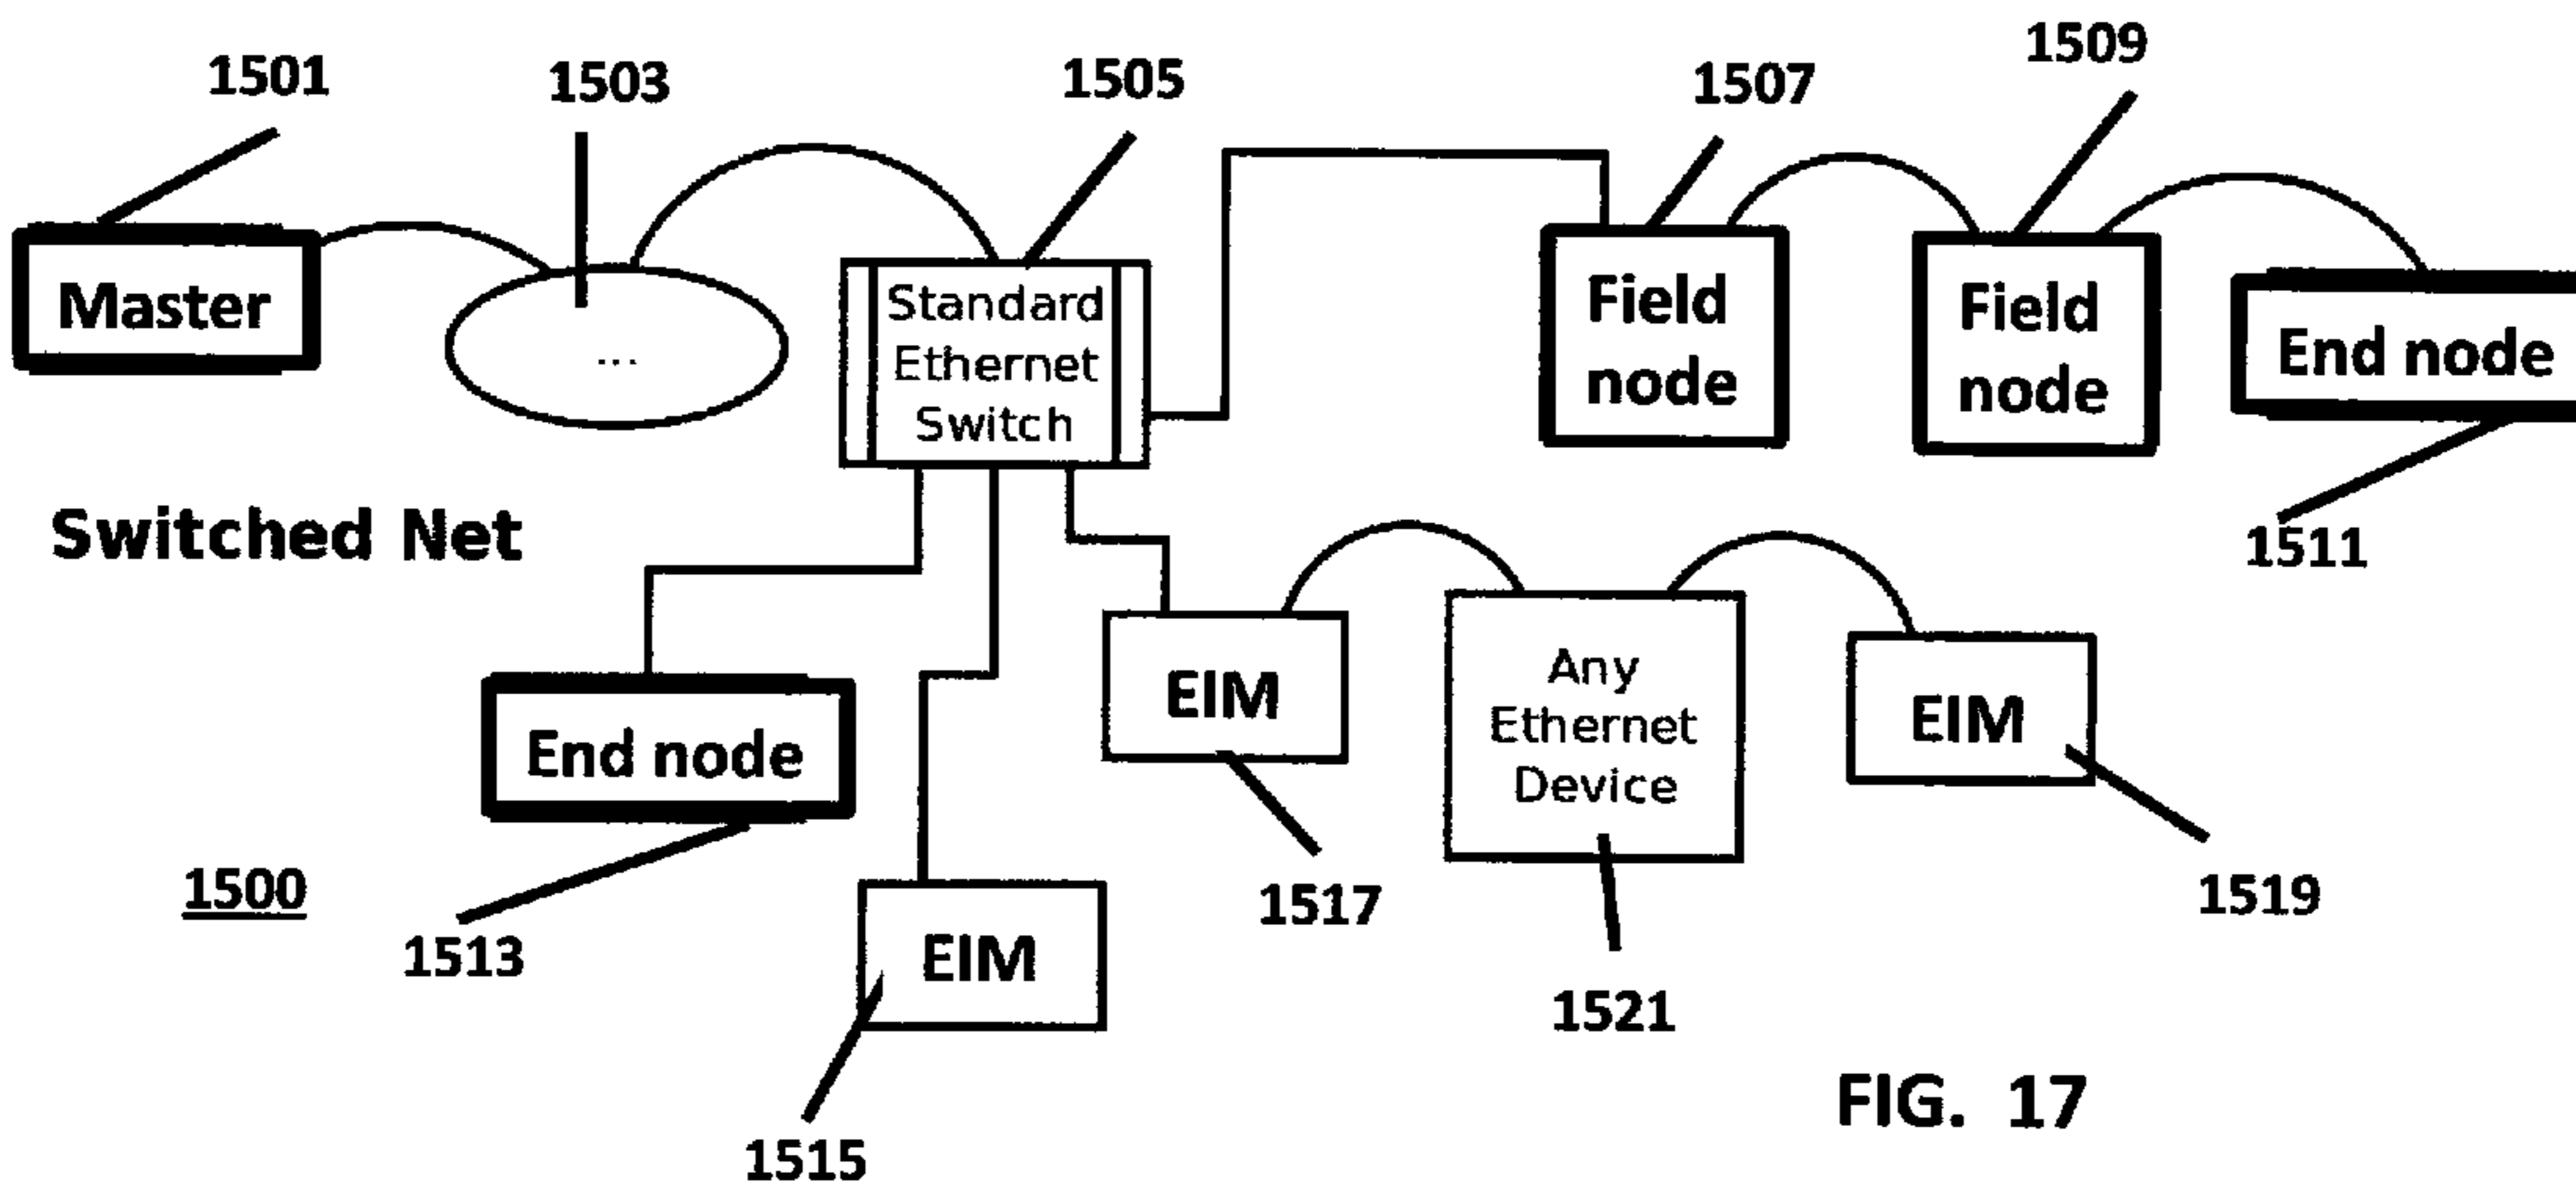 1501
1503
1505
1507
1509
Master
...
Standard
Ethernet
Switch
Field
node
Field
node
End node
1511
Switched Net
End node
EIM
Any
Ethernet
Device
EIM
1500
1513
EIM
1517
1521
1519
1515
FIG. 17